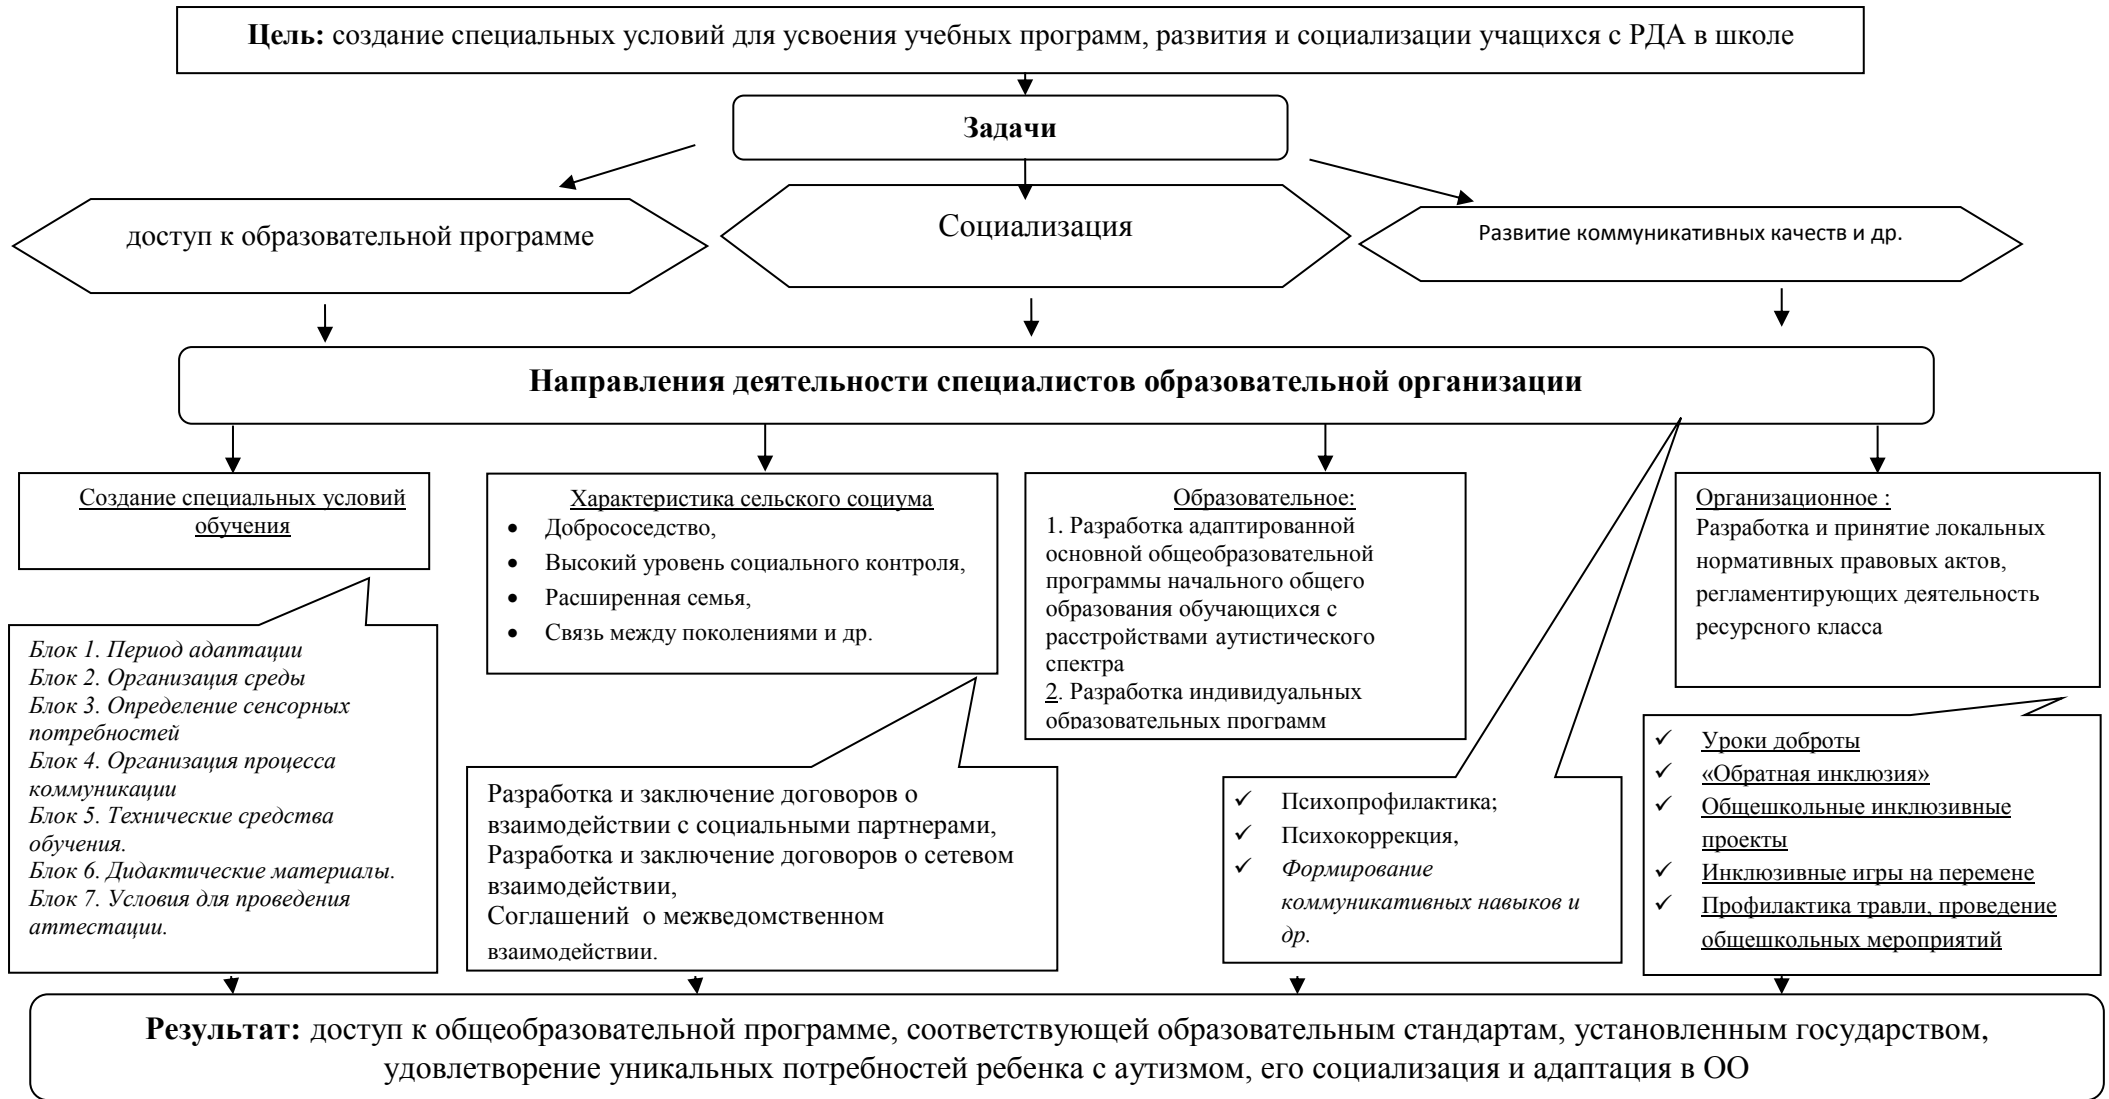 Цель: создание специальных условий для усвоения учебных программ, развития и социализации учащихся с РДА в школе
Задачи
доступ к образовательной программе
Социализация
Развитие коммуникативных качеств и др.
Направления деятельности специалистов образовательной организации
Создание специальных условий
обучения
Характеристика сельского социума
• Добрососедство,
• Высокий уровень социального контроля,
• Расширенная семья,
• Связь между поколениями и др.
Образовательное:
1. Разработка адаптированной
основной общеобразовательной
программы начального общего
образования обучающихся с
расстройствами аутистического
спектра
2. Разработка индивидуальных
образовательных программ
Организационное :
Разработка и принятие локальных
нормативных правовых актов,
регламентирующих деятельность
ресурсного класса
Блок 1. Период адаптации
Блок 2. Организация среды
Блок 3. Определение сенсорных
потребностей
Блок 4. Организация процесса
коммуникации
Блок 5. Технические средства
обучения.
Блок 6. Дидактические материалы.
Блок 7. Условия для проведения
аттестации.
Разработка и заключение договоров о
взаимодействии с социальными партнерами,
Разработка и заключение договоров о сетевом
взаимодействии,
Соглашений о межведомственном
взаимодействии.
✓ Психопрофилактика;
✓ Психокоррекция,
✓ Формирование
коммуникативных навыков и
др.
✓ Уроки доброты
✓ «Обратная инклюзия»
✓ Общешкольные инклюзивные
проекты
✓ Инклюзивные игры на перемене
✓ Профилактика травли, проведение
общешкольных мероприятий
Результат: доступ к общеобразовательной программе, соответствующей образовательным стандартам, установленным государством,
удовлетворение уникальных потребностей ребенка с аутизмом, его социализация и адаптация в ОО